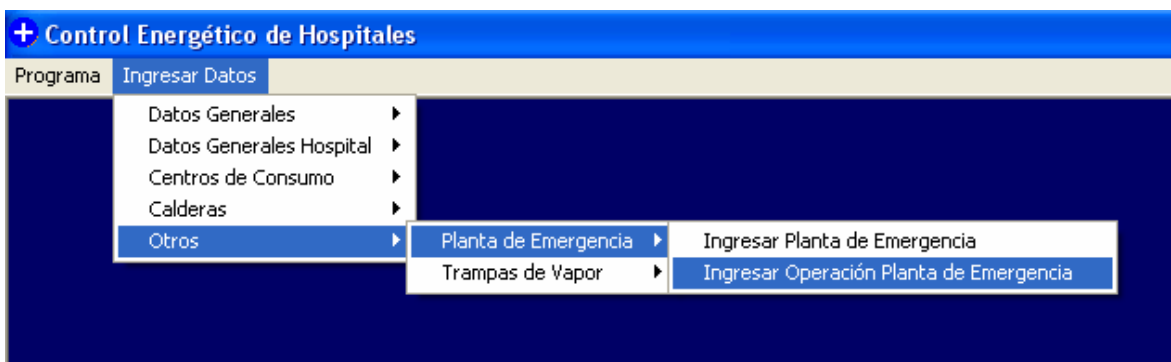 Control Energético de Hospitales
Programa Ingresar Datos
Datos Generales
Datos Generales Hospital
Centros de Consumo
Calderas
Otros
Planta de Emergencia
Trampas de Vapor
Ingresar Planta de Emergencia
Ingresar Operación Planta de Emergencia